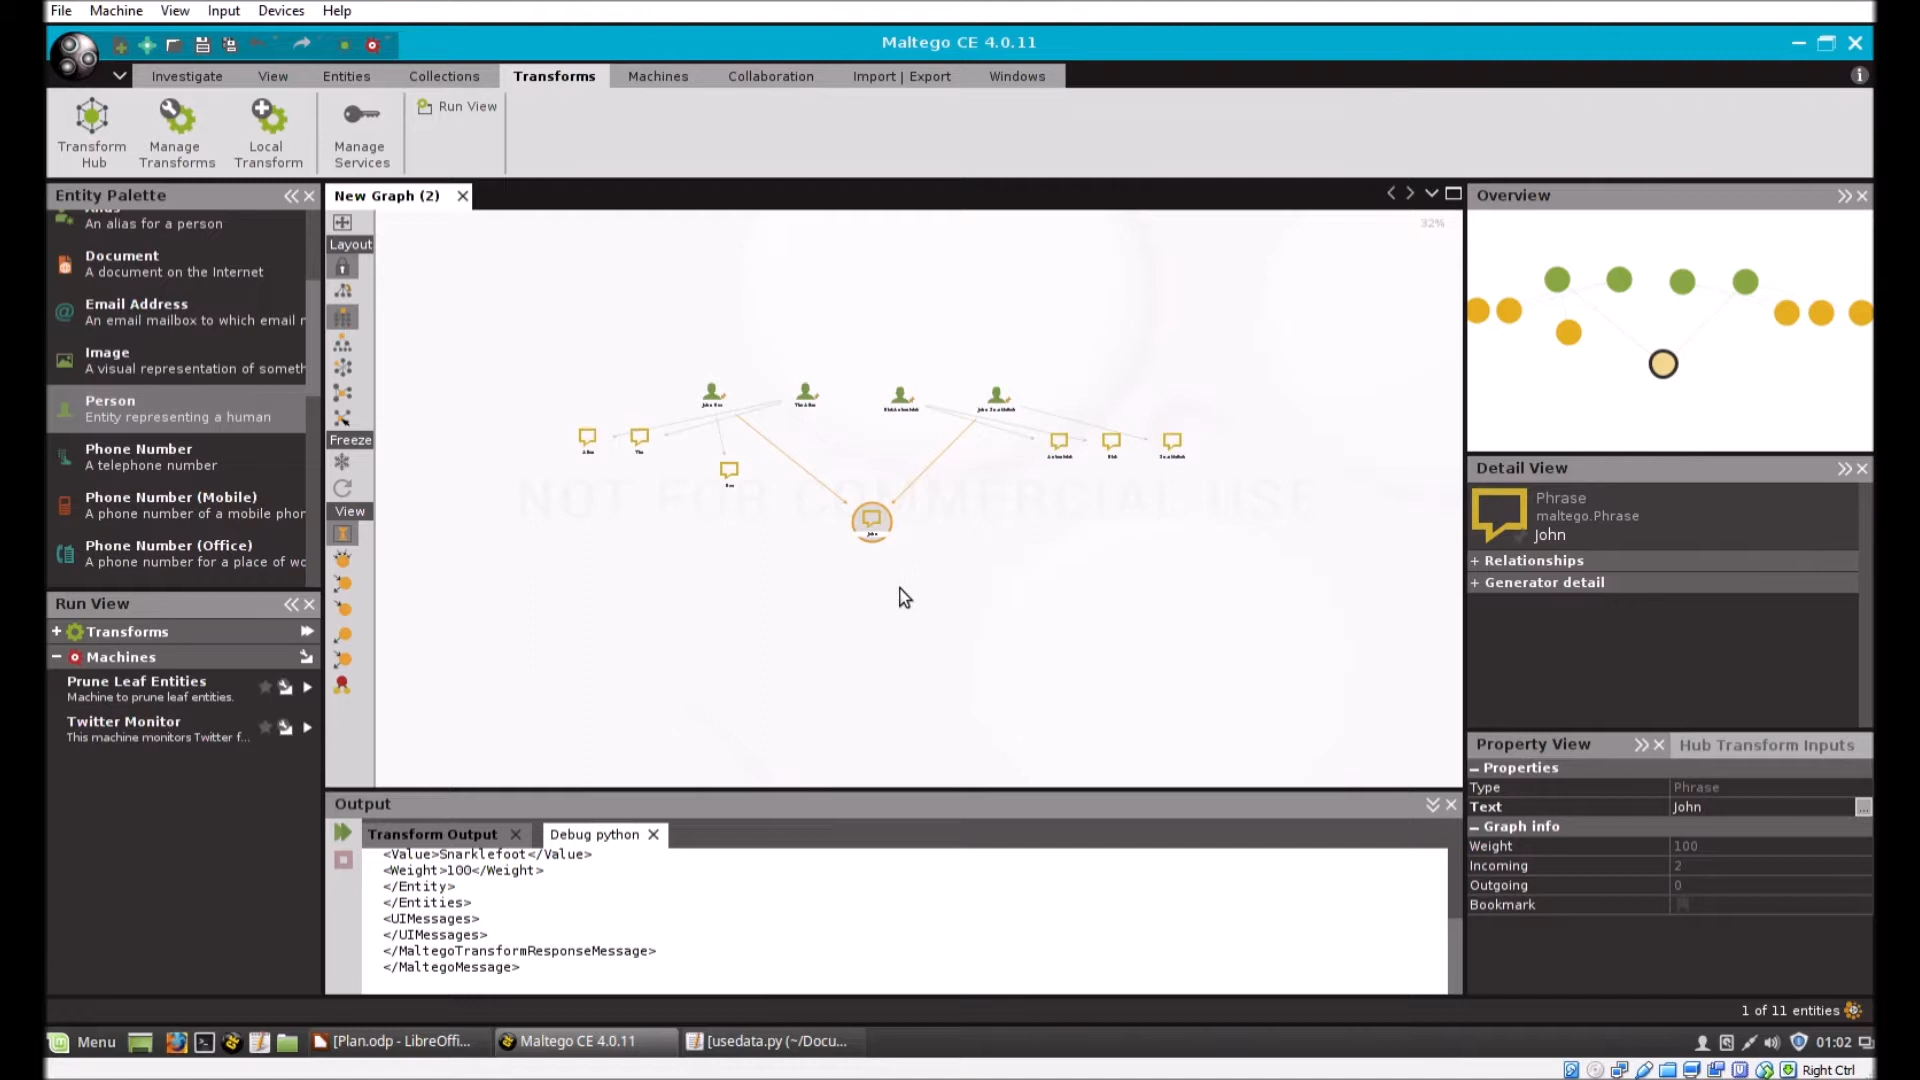 File Machine View Input Devices Help
Maltego CE 4.0.11
Investigate View Entities Collections Transforms Machines Collaboration Import | Export Windows
Run View
Transform Hub
Manage Transforms
Local Transform
Manage Services
Entity Palette
New Graph (2)
Overview
An alias for a person
32%
Layout
Document
A document on the Internet
Email Address
An email mailbox to which email r
Image
A visual representation of someth
Person
Entity representing a human
Freeze
Phone Number
A telephone number
Phone Number (Mobile)
A phone number of a mobile phor
View
Phone Number (Office)
A phone number for a place of wo
NOT FOR COMMERCIAL USE
John
Detail View
Phrase
maltego.Phrase
John
+ Relationships
+ Generator detail
Run View
+ Transforms
− Machines
Prune Leaf Entities
Machine to prune leaf entities.
Twitter Monitor
This machine monitors Twitter f...
Property View Hub Transform Inputs
− Properties
Type Phrase
Text John ...
− Graph info
Weight 100
Incoming 2
Outgoing 0
Bookmark
Output
Transform Output Debug python
<Value>Snarklefoot</Value>
<Weight>100</Weight>
</Entity>
</Entities>
<UIMessages>
</UIMessages>
</MaltegoTransformResponseMessage>
</MaltegoMessage>
1 of 11 entities
Menu [Plan.odp - LibreOffi... Maltego CE 4.0.11 [usedata.py (~/Docu... 01:02
Right Ctrl